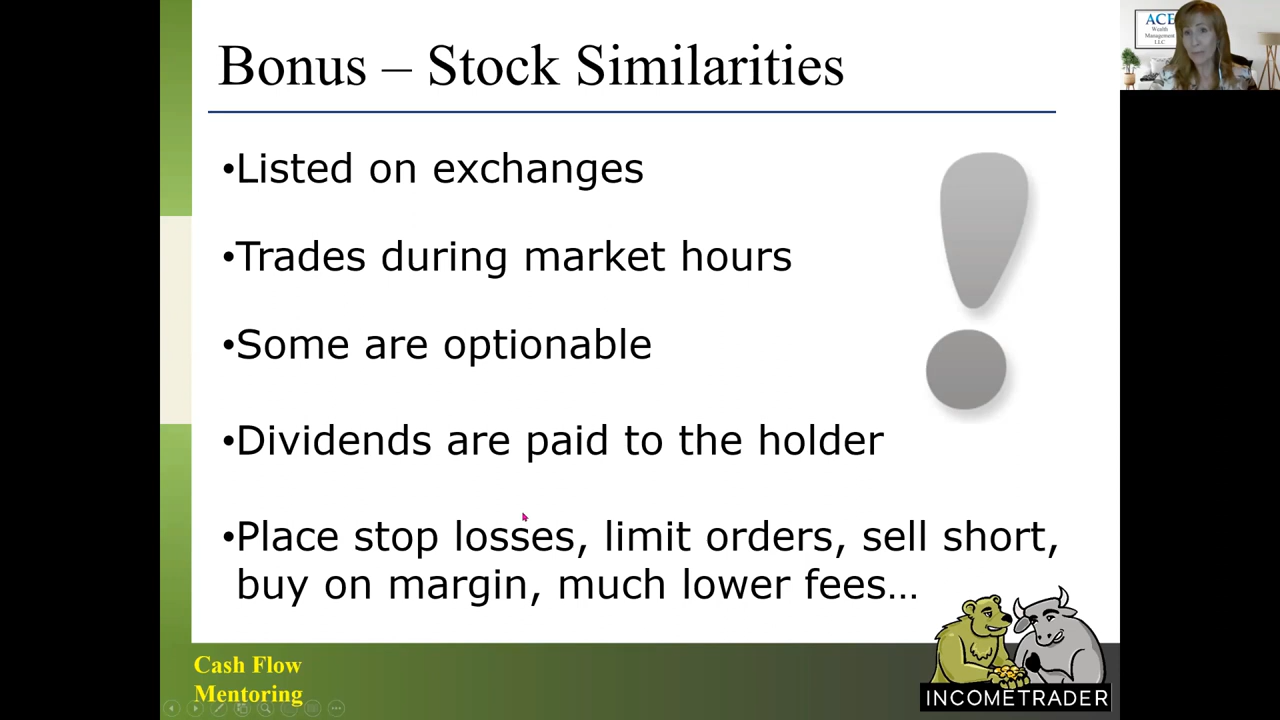 Bonus – Stock Similarities
ACE
Wealth
Management
LLC
•Listed on exchanges
•Trades during market hours
•Some are optionable
•Dividends are paid to the holder
•Place stop losses, limit orders, sell short,
buy on margin, much lower fees…
Cash Flow
Mentoring
INCOMETRADER